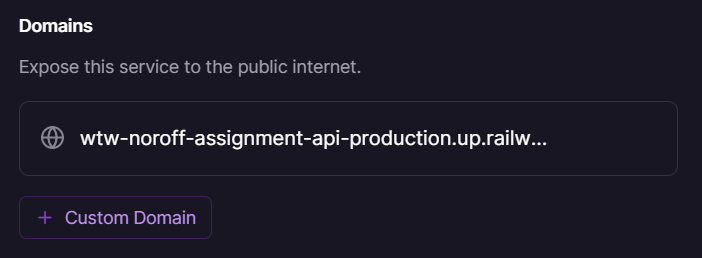 Domains
Expose this service to the public internet.
wtw-noroff-assignment-api-production.up.railw...
+ Custom Domain